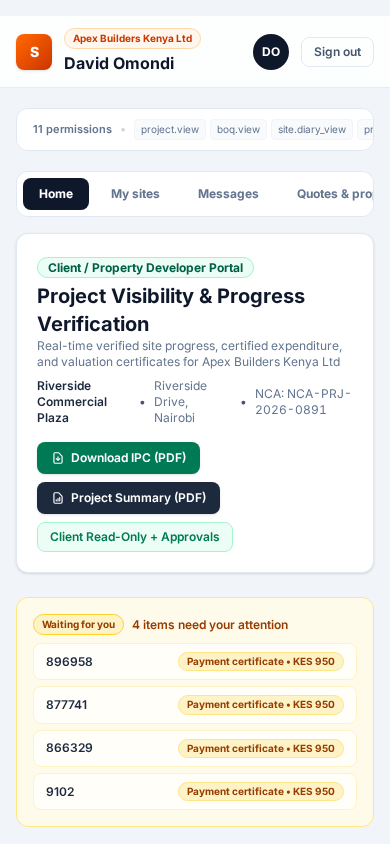 S
Apex Builders Kenya Ltd
David Omondi
DO
Sign out
11 permissions • project.view boq.view site.diary_view
Home My sites Messages Quotes & pro
Client / Property Developer Portal
Project Visibility & Progress
Verification
Real-time verified site progress, certified expenditure,
and valuation certificates for Apex Builders Kenya Ltd
Riverside
Commercial
Plaza
•
Riverside
Drive,
Nairobi
•
NCA: NCA-PRJ-
2026-0891
Download IPC (PDF)
Project Summary (PDF)
Client Read-Only + Approvals
Waiting for you 4 items need your attention
896958 Payment certificate • KES 950
877741 Payment certificate • KES 950
866329 Payment certificate • KES 950
9102 Payment certificate • KES 950